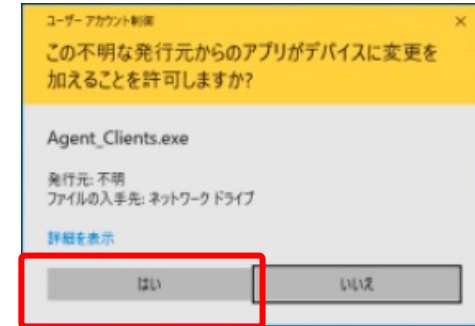 ユーザー アカウント制御
この不明な発行元からのアプリがデバイスに変更を
加えることを許可しますか?
Agent_Clients.exe
発行元: 不明
ファイルの入手先: ネットワーク ドライブ
詳細を表示
はい
いいえ